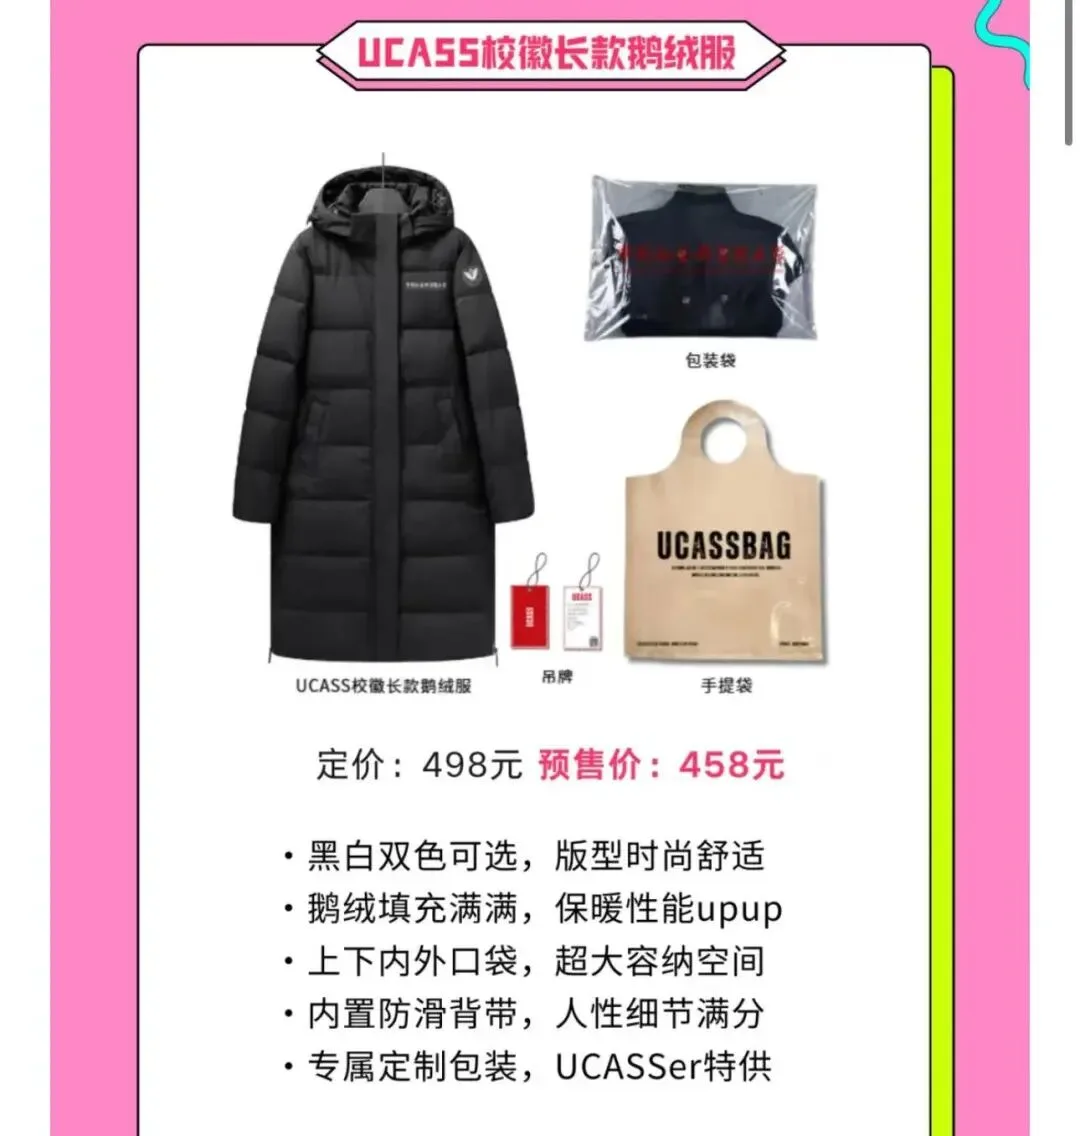 UCASS校徽长款鹅绒服
包装袋
UCASSBAG
UCASS
UCASS
吊牌
UCASS校徽长款鹅绒服
手提袋
定价：498元 预售价：458元
·黑白双色可选，版型时尚舒适
·鹅绒填充满满，保暖性能upup
·上下内外口袋，超大容纳空间
·内置防滑背带，人性细节满分
·专属定制包装，UCASSer特供